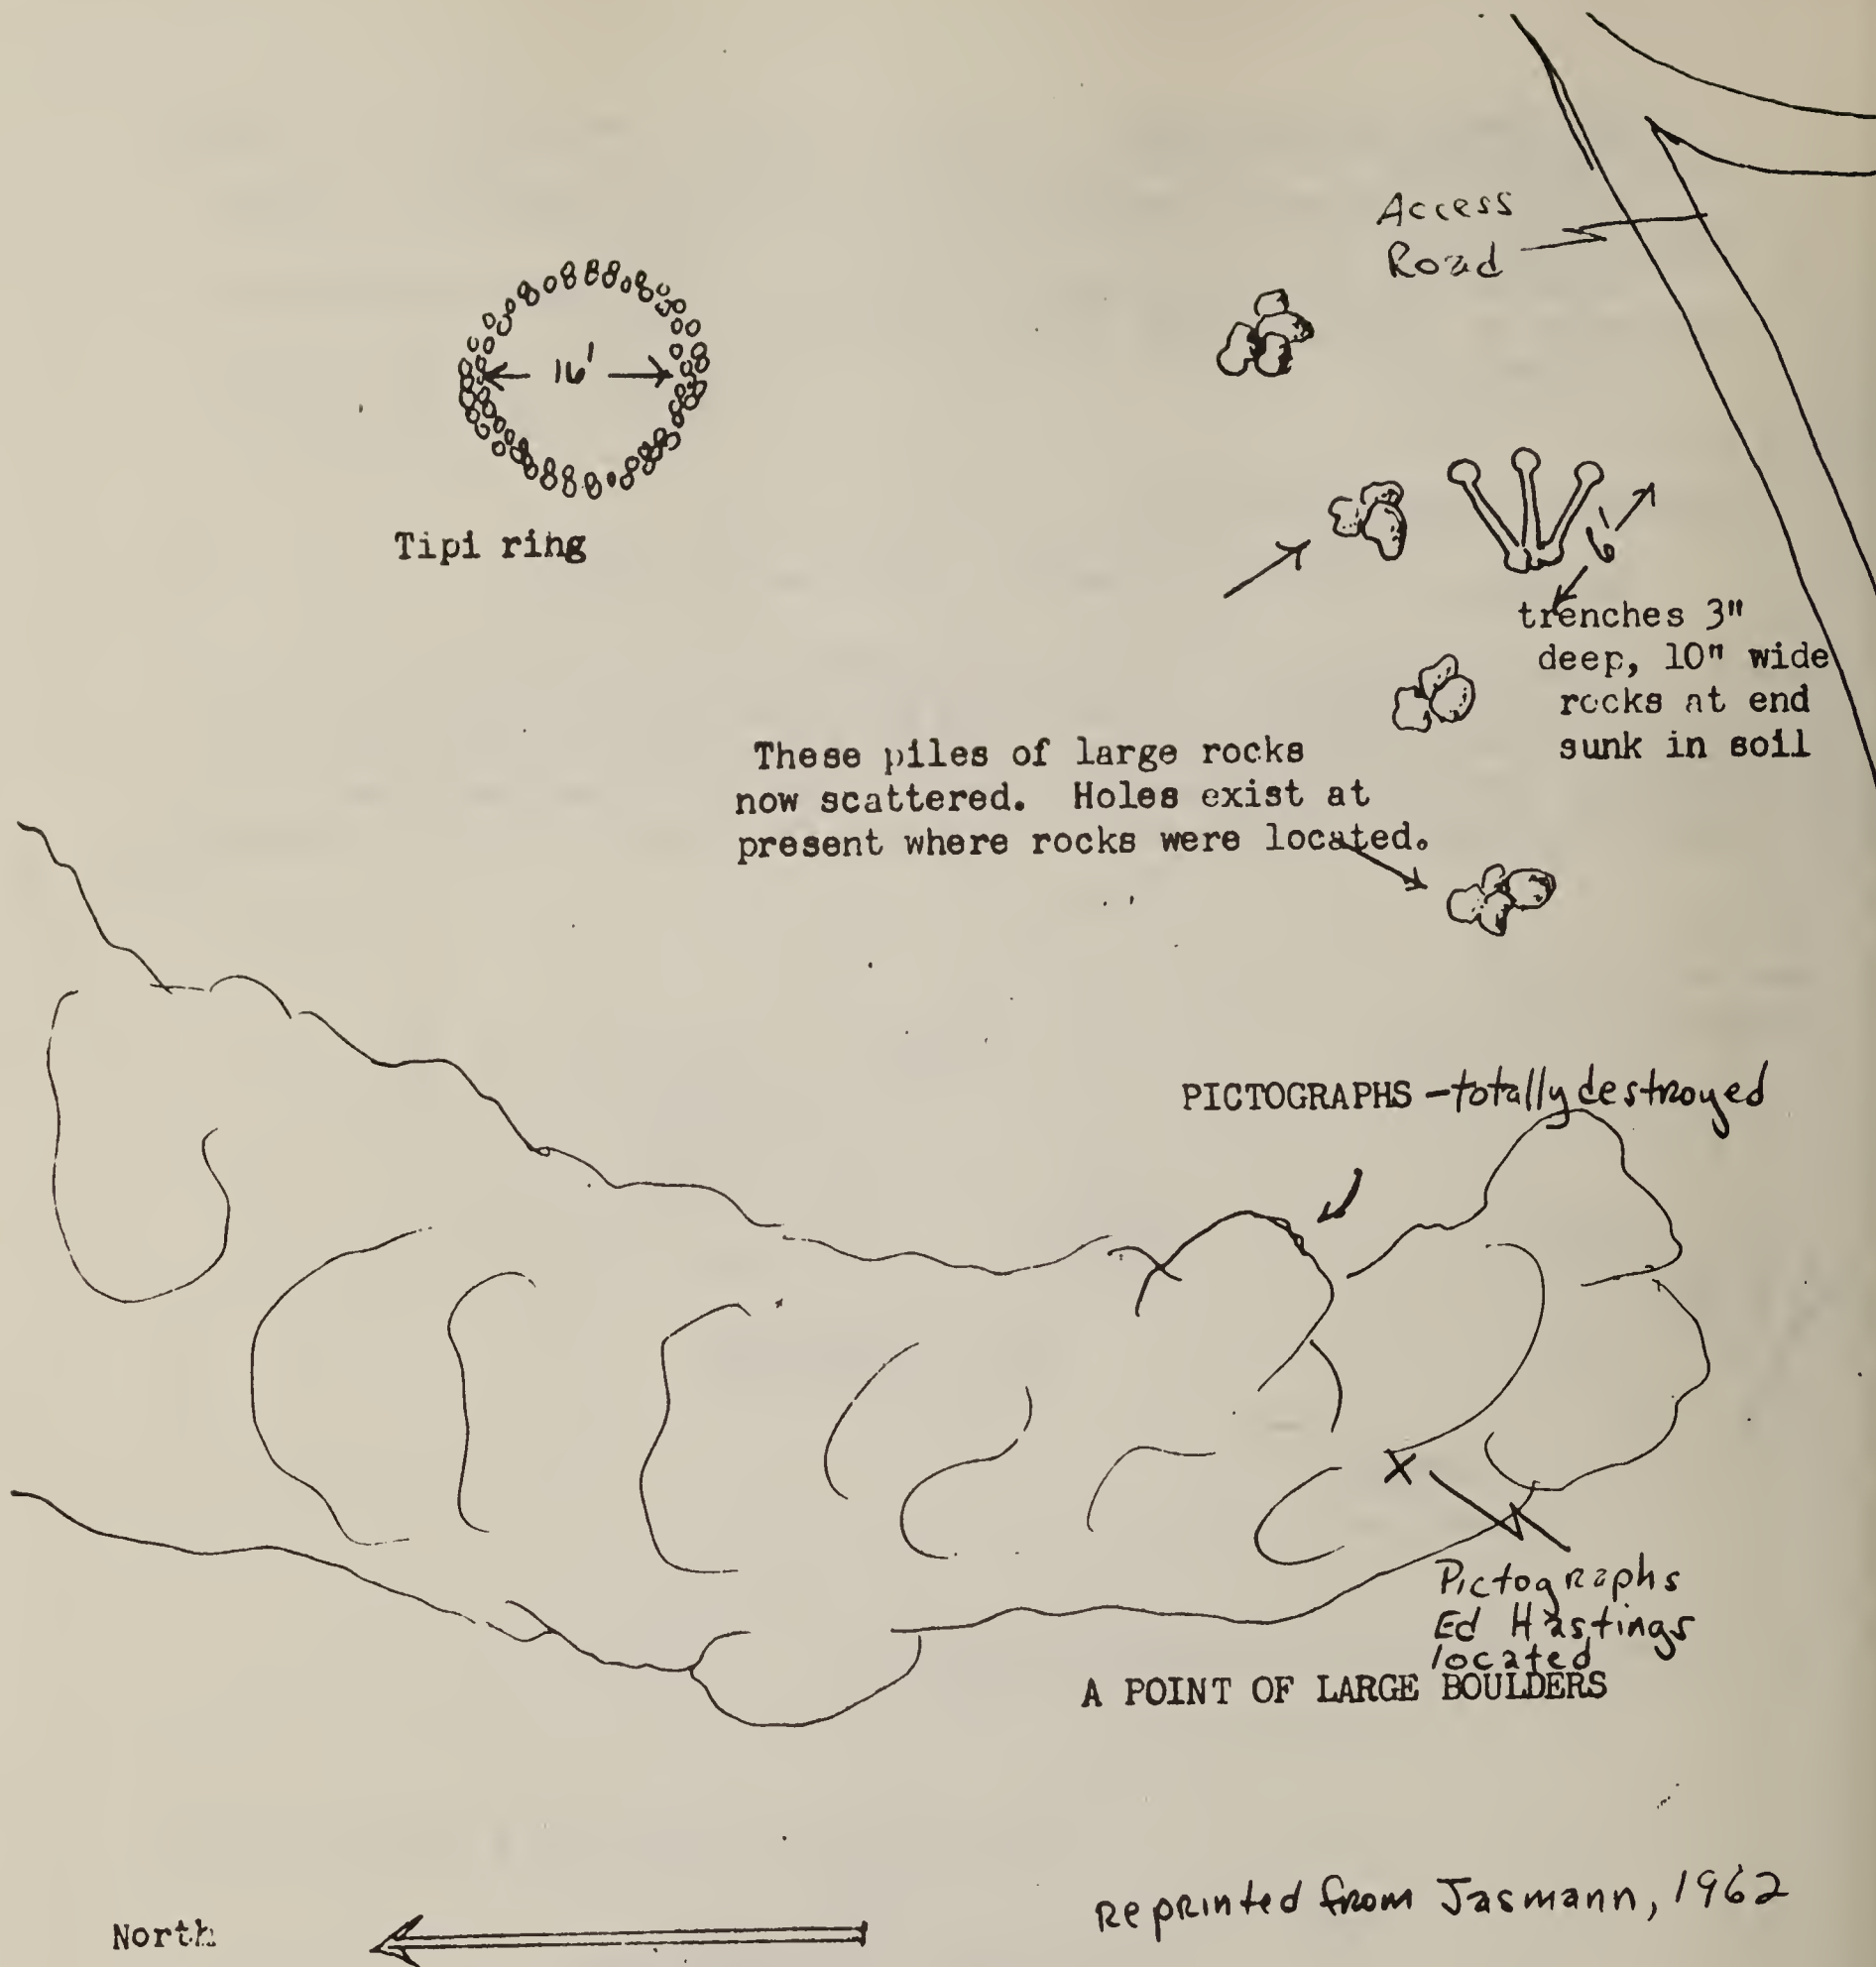 Access
Road
16'
Tipi ring
6'
trenches 3"
deep, 10" wide
rocks at end
sunk in soil
These piles of large rocks
now scattered. Holes exist at
present where rocks were located.
PICTOGRAPHS - totally destroyed
X
Pictographs
Ed Hastings
located
A POINT OF LARGE BOULDERS
Reprinted from Jasmann, 1962
North